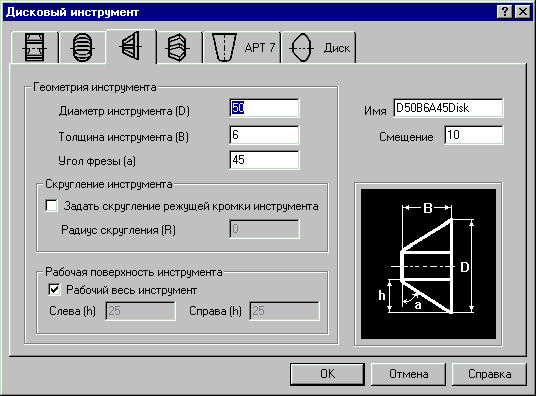 Дисковый инструмент
АРТ 7
Диск
Геометрия инструмента
Диаметр инструмента (D)
50
Толщина инструмента (B)
6
Угол фрезы (a)
45
Имя
D50B6A45Disk
Смещение
10
Скругление инструмента
Задать скругление режущей кромки инструмента
Радиус скругления (R)
0
Рабочая поверхность инструмента
Рабочий весь инструмент
Слева (h)
25
Справа (h)
25
B
D
h
a
OK
Отмена
Справка